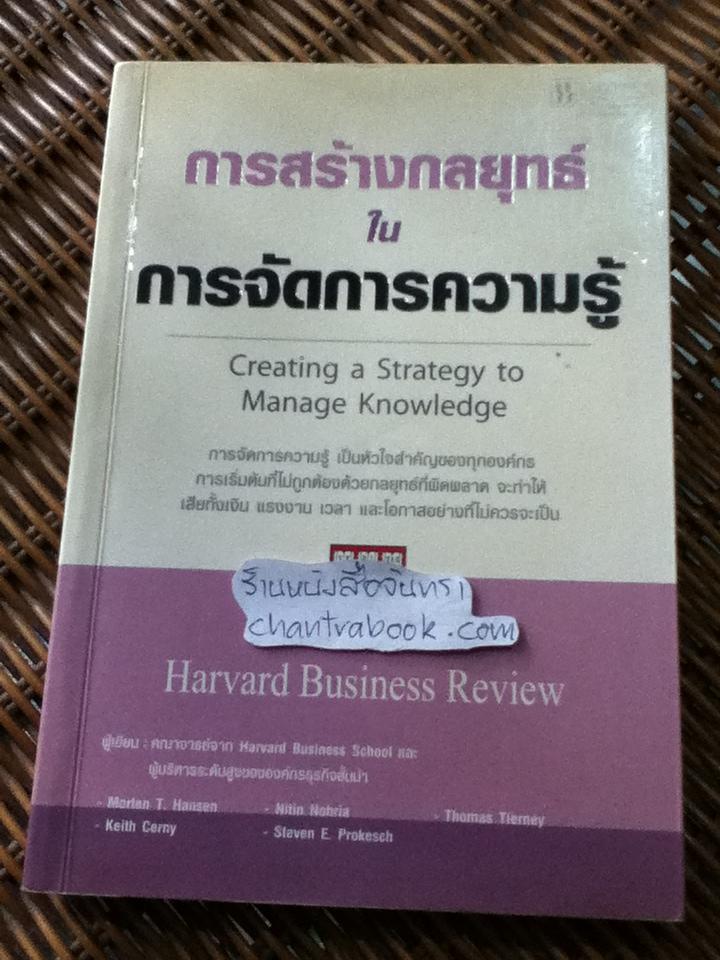 การสร้างกลยุทธ์
ใน
การจัดการความรู้
Creating a Strategy to
Manage Knowledge
การจัดการความรู้ เป็นหัวใจสำคัญของทุกองค์กร
การเริ่มต้นที่ไม่ถูกต้องด้วยกลยุทธ์ที่ผิดพลาด จะทำให้
เสียทั้งเงิน แรงงาน เวลา และโอกาสอย่างที่ไม่ควรจะเป็น
ร้านหนังสือจันทรา
chantrabook.com
Harvard Business Review
ผู้เขียน : คณาจารย์จาก Harvard Business School และ
ผู้บริหารระดับสูงขององค์กรธุรกิจชั้นนำ
- Morten T. Hansen - Nitin Nohria - Thomas Tierney
- Keith Cerny - Steven E. Prokesch